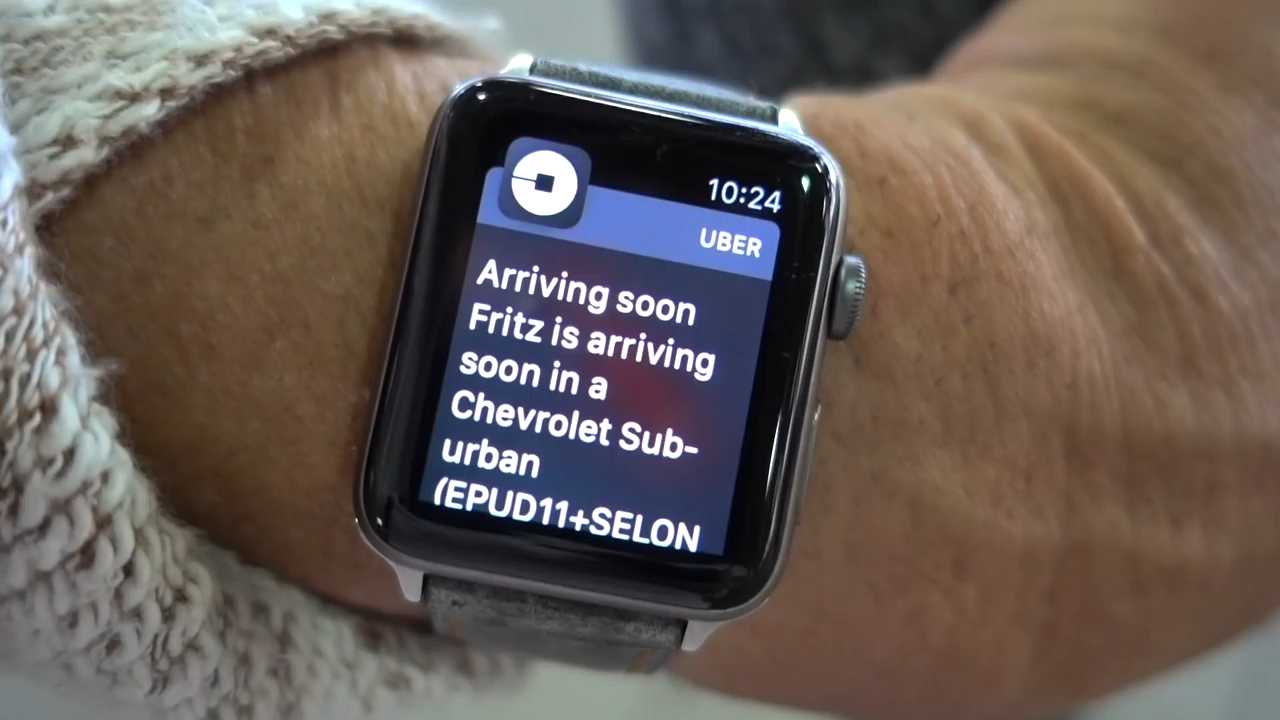 10:24
UBER
Arriving soon
Fritz is arriving
soon in a
Chevrolet Sub-
urban
(EPUD11+SELON